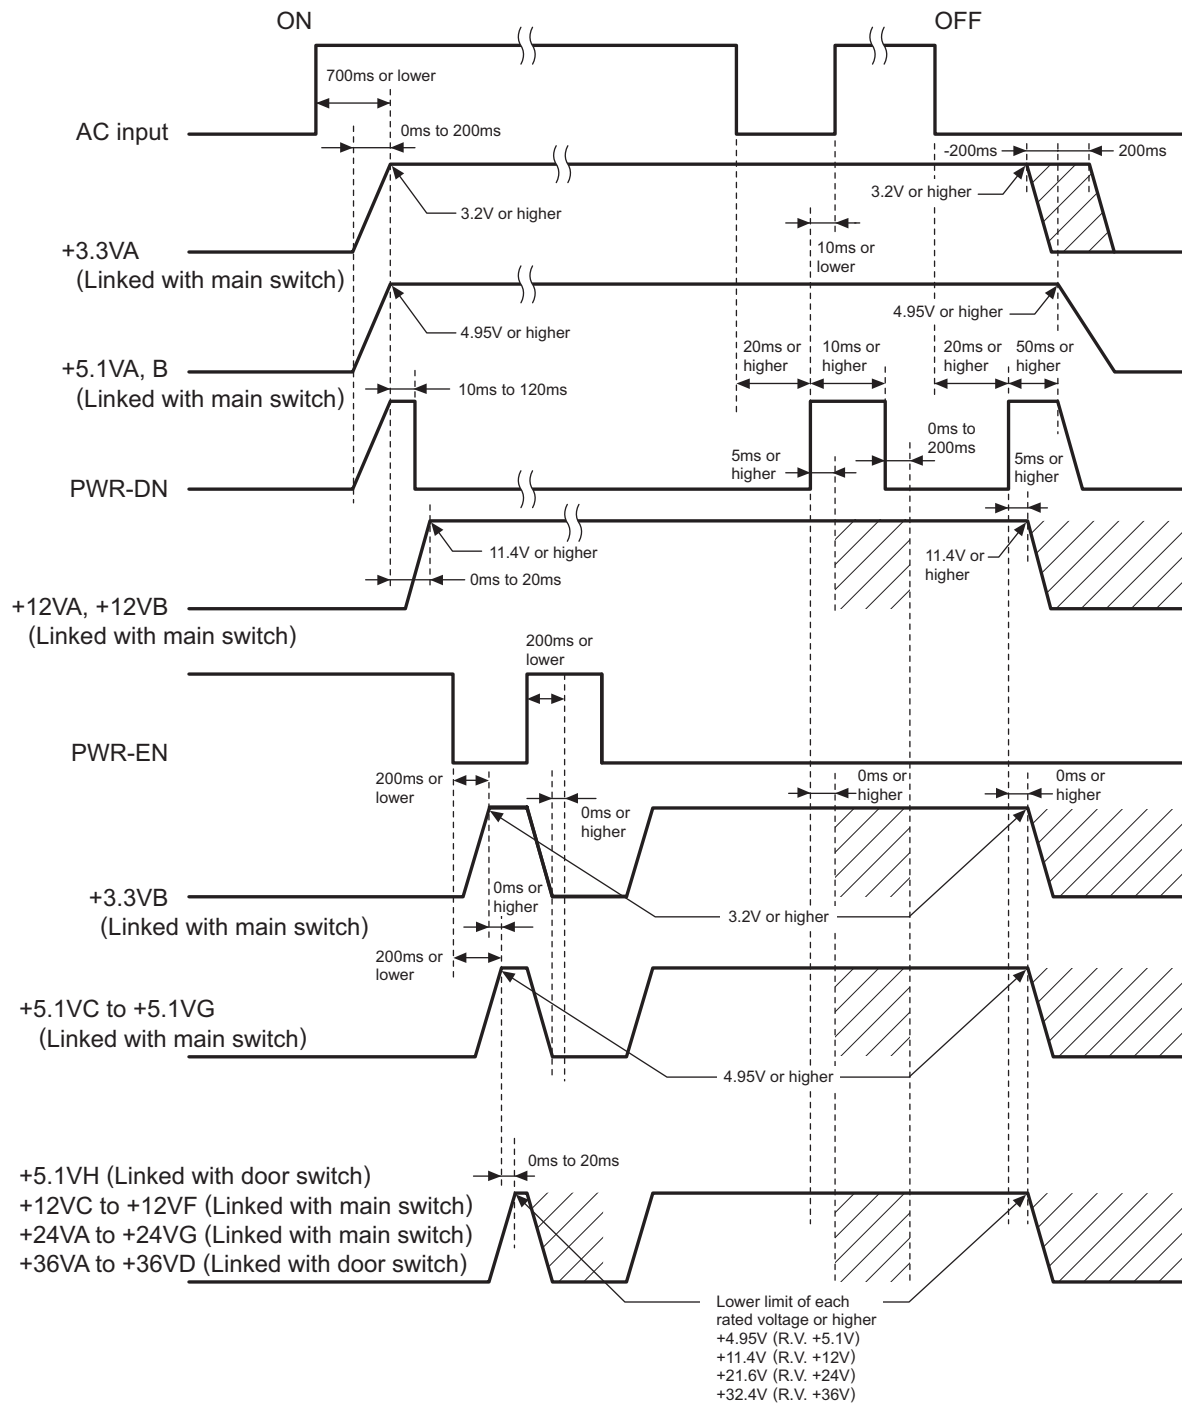 ON
OFF
700ms or lower
AC input
0ms to 200ms
-200ms
200ms
3.2V or higher
3.2V or higher
10ms or
lower
+3.3VA
(Linked with main switch)
4.95V or higher
4.95V or higher
20ms or
higher
10ms or
higher
20ms or
higher
50ms or
higher
+5.1VA, B
(Linked with main switch)
10ms to 120ms
5ms or
higher
0ms to
200ms
5ms or
higher
PWR-DN
11.4V or higher
11.4V or
higher
0ms to 20ms
+12VA, +12VB
(Linked with main switch)
200ms or
lower
PWR-EN
200ms or
lower
0ms or
higher
0ms or
higher
0ms or
higher
+3.3VB
(Linked with main switch)
0ms or
higher
3.2V or higher
200ms or
lower
+5.1VC to +5.1VG
(Linked with main switch)
4.95V or higher
0ms to 20ms
+5.1VH (Linked with door switch)
+12VC to +12VF (Linked with main switch)
+24VA to +24VG (Linked with main switch)
+36VA to +36VD (Linked with door switch)
Lower limit of each
rated voltage or higher
+4.95V (R.V. +5.1V)
+11.4V (R.V. +12V)
+21.6V (R.V. +24V)
+32.4V (R.V. +36V)